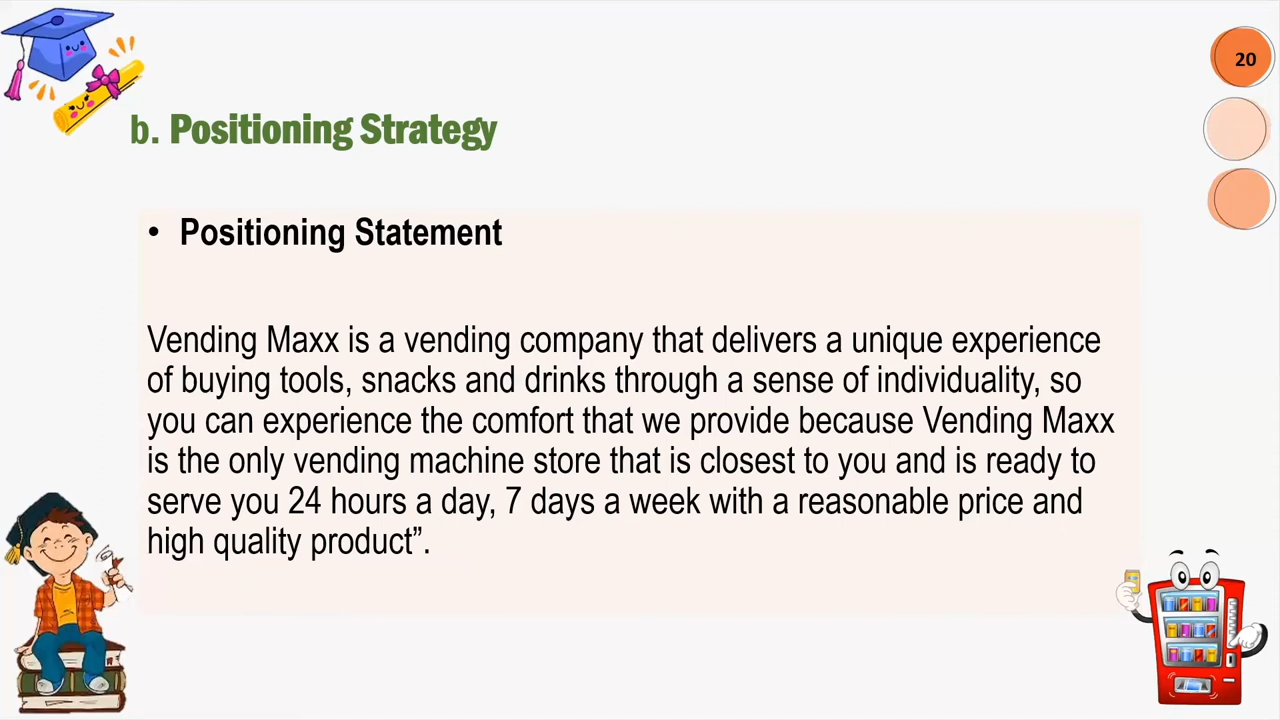 20
b. Positioning Strategy
• Positioning Statement
Vending Maxx is a vending company that delivers a unique experience
of buying tools, snacks and drinks through a sense of individuality, so
you can experience the comfort that we provide because Vending Maxx
is the only vending machine store that is closest to you and is ready to
serve you 24 hours a day, 7 days a week with a reasonable price and
high quality product”.